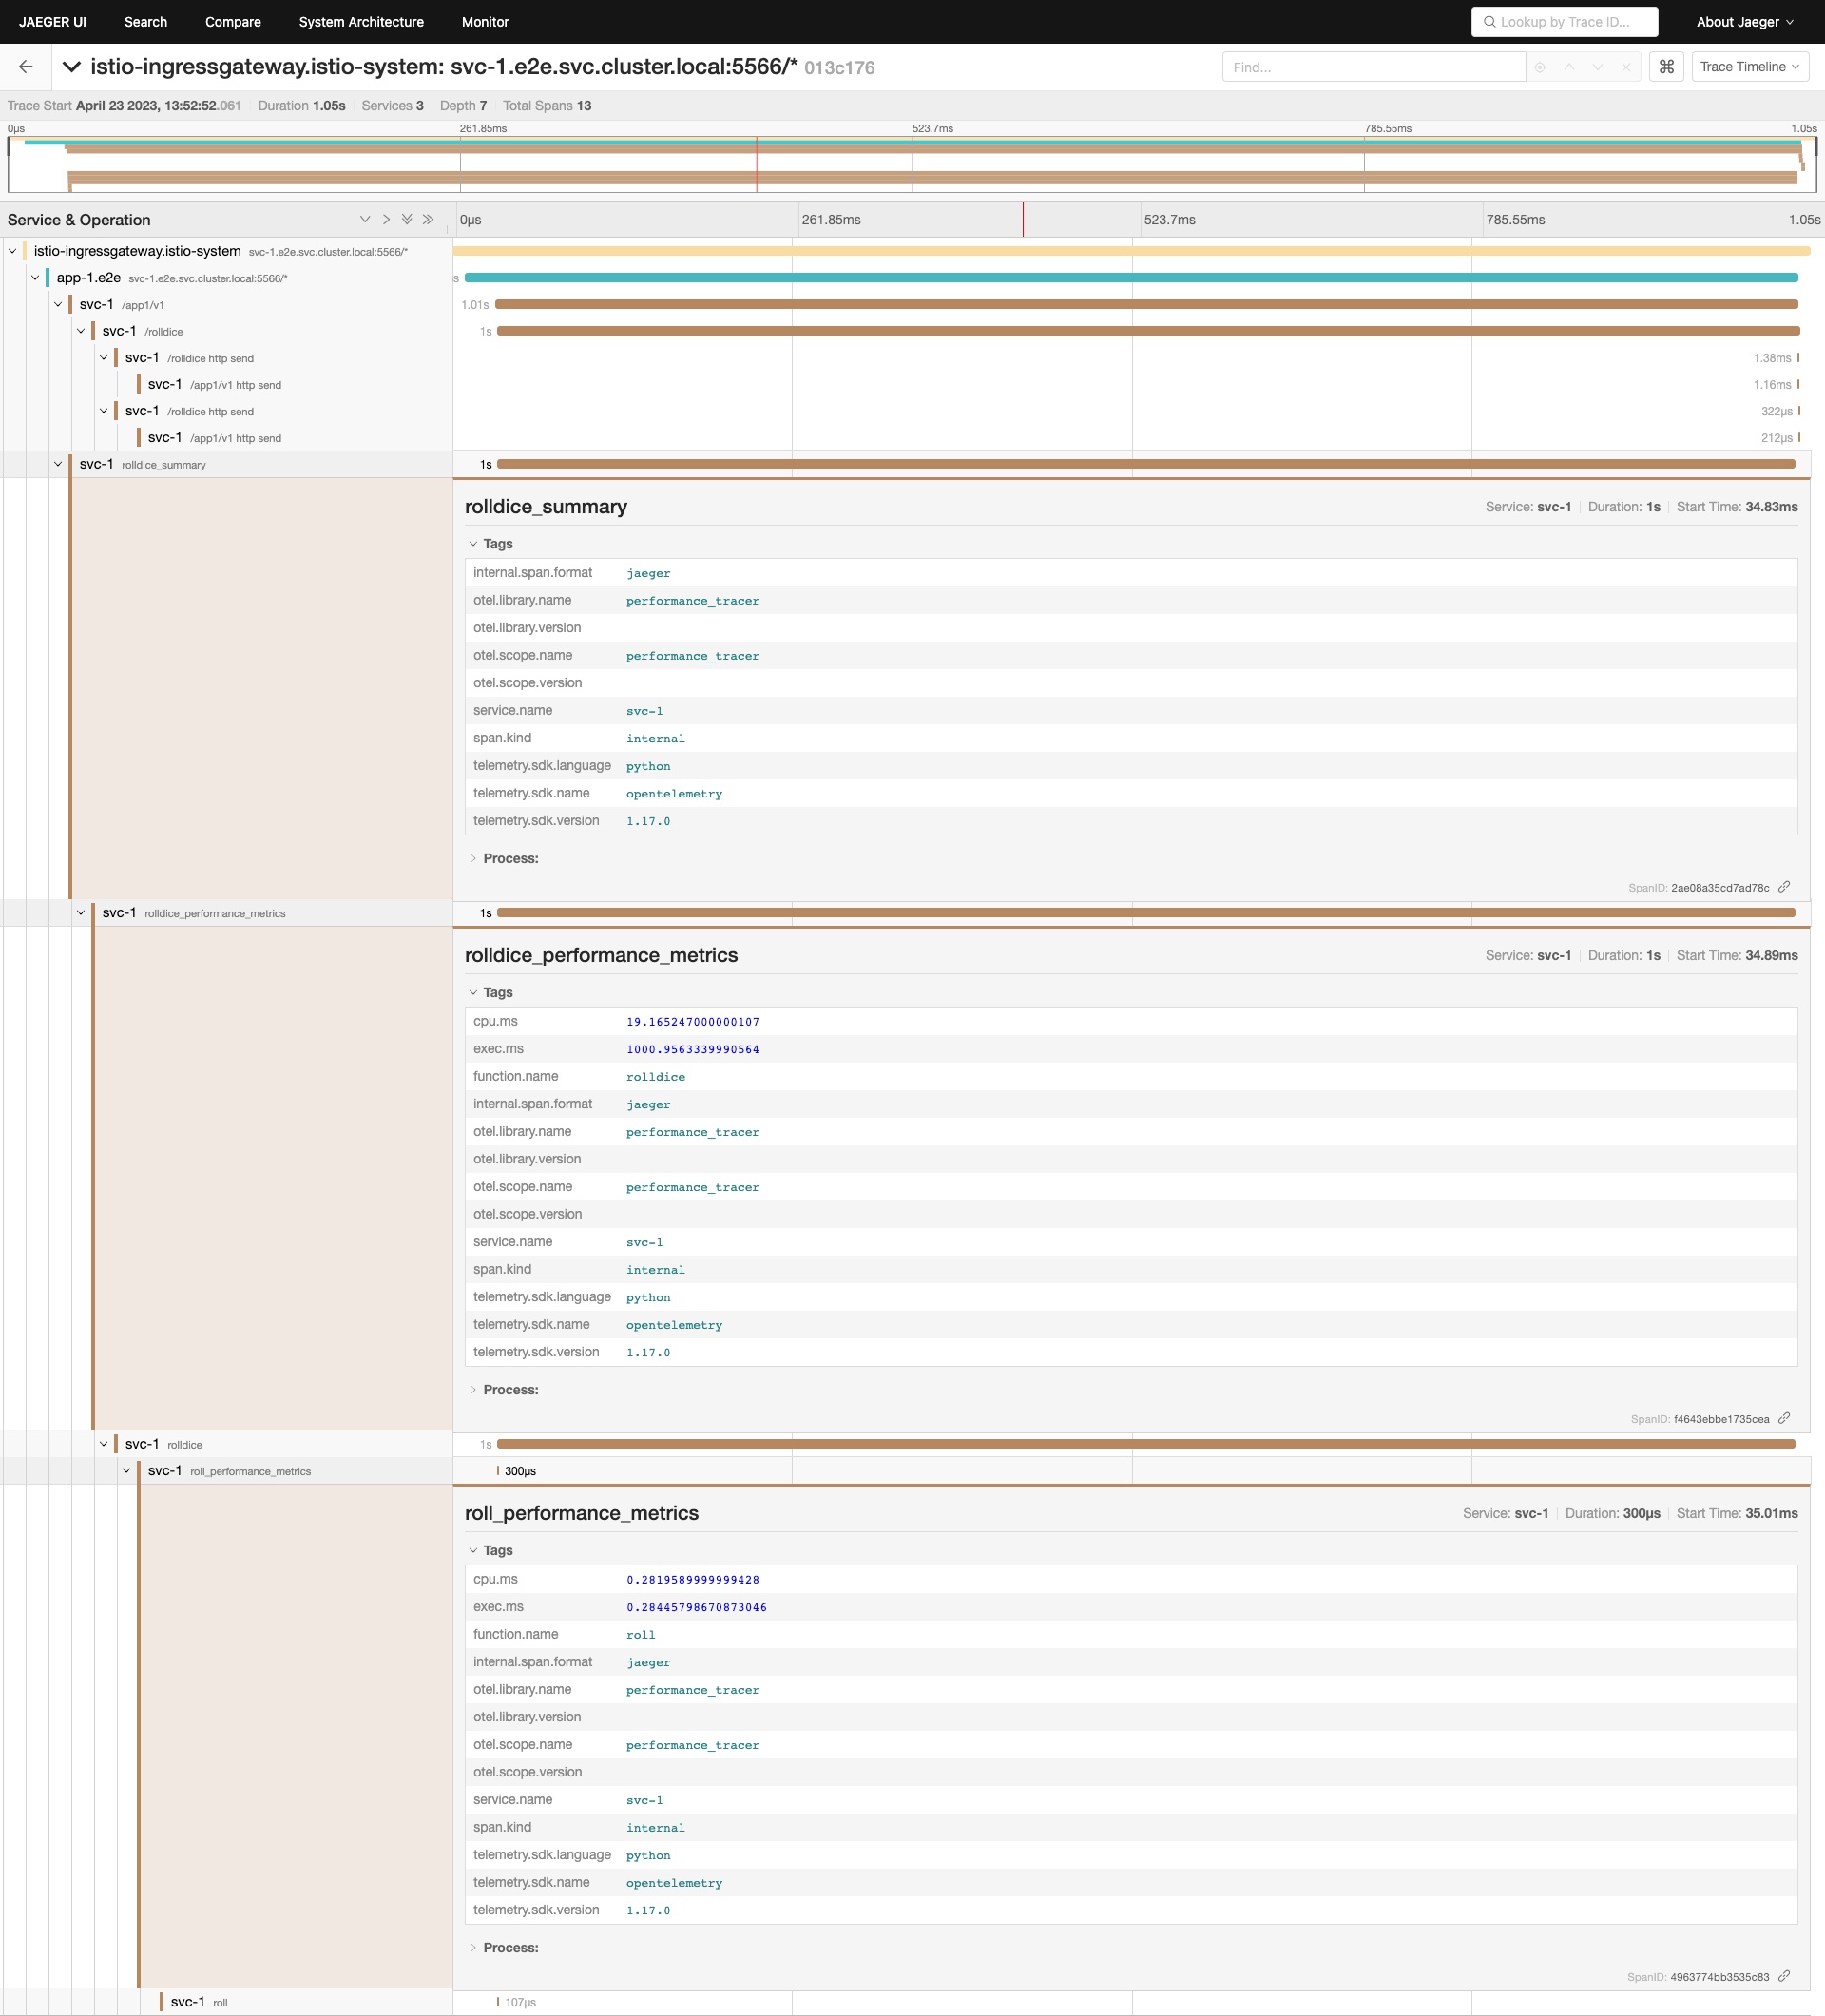 JAEGER UI Search Compare System Architecture Monitor Lookup by Trace ID... About Jaeger
istio-ingressgateway.istio-system: svc-1.e2e.svc.cluster.local:5566/* 013c176 Find... ⌘ Trace Timeline
Trace Start April 23 2023, 13:52:52.061 Duration 1.05s Services 3 Depth 7 Total Spans 13
0μs 261.85ms 523.7ms 785.55ms 1.05s
Service & Operation 0μs 261.85ms 523.7ms 785.55ms 1.05s
istio-ingressgateway.istio-system svc-1.e2e.svc.cluster.local:5566/*
app-1.e2e svc-1.e2e.svc.cluster.local:5566/* s
svc-1 /app1/v1 1.01s
svc-1 /rolldice 1s
svc-1 /rolldice http send 1.38ms
svc-1 /app1/v1 http send 1.16ms
svc-1 /rolldice http send 322μs
svc-1 /app1/v1 http send 212μs
svc-1 rolldice_summary 1s
rolldice_summary Service: svc-1 Duration: 1s Start Time: 34.83ms
Tags
internal.span.format jaeger
otel.library.name performance_tracer
otel.library.version
otel.scope.name performance_tracer
otel.scope.version
service.name svc-1
span.kind internal
telemetry.sdk.language python
telemetry.sdk.name opentelemetry
telemetry.sdk.version 1.17.0
Process:
SpanID: 2ae08a35cd7ad78c
svc-1 rolldice_performance_metrics 1s
rolldice_performance_metrics Service: svc-1 Duration: 1s Start Time: 34.89ms
Tags
cpu.ms 19.165247000000107
exec.ms 1000.9563339990564
function.name rolldice
internal.span.format jaeger
otel.library.name performance_tracer
otel.library.version
otel.scope.name performance_tracer
otel.scope.version
service.name svc-1
span.kind internal
telemetry.sdk.language python
telemetry.sdk.name opentelemetry
telemetry.sdk.version 1.17.0
Process:
SpanID: f4643ebbe1735cea
svc-1 rolldice 1s
svc-1 roll_performance_metrics 300μs
roll_performance_metrics Service: svc-1 Duration: 300μs Start Time: 35.01ms
Tags
cpu.ms 0.2819589999999428
exec.ms 0.28445798670873046
function.name roll
internal.span.format jaeger
otel.library.name performance_tracer
otel.library.version
otel.scope.name performance_tracer
otel.scope.version
service.name svc-1
span.kind internal
telemetry.sdk.language python
telemetry.sdk.name opentelemetry
telemetry.sdk.version 1.17.0
Process:
SpanID: 4963774bb3535c83
svc-1 roll 107μs